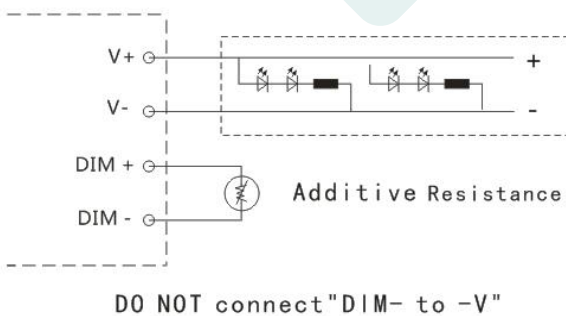 V+
+
V-
-
DIM +
Additive Resistance
DIM -
DO NOT connect"DIM- to -V"